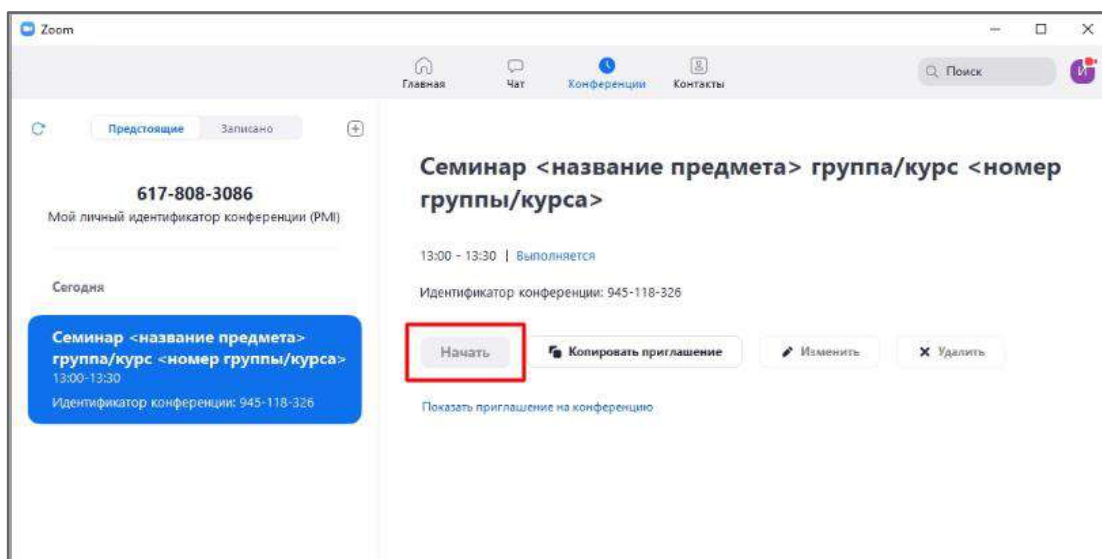 Zoom
Главная Чат Конференции Контакты
Поиск
И
Предстоящие Записано
617-808-3086
Мой личный идентификатор конференции (PMI)
Сегодня
Семинар <название предмета>
группа/курс <номер группы/курса>
13:00-13:30
Идентификатор конференции: 945-118-326
Семинар <название предмета> группа/курс <номер
группы/курса>
13:00 - 13:30 | Выполняется
Идентификатор конференции: 945-118-326
Начать Копировать приглашение Изменить Удалить
Показать приглашение на конференцию